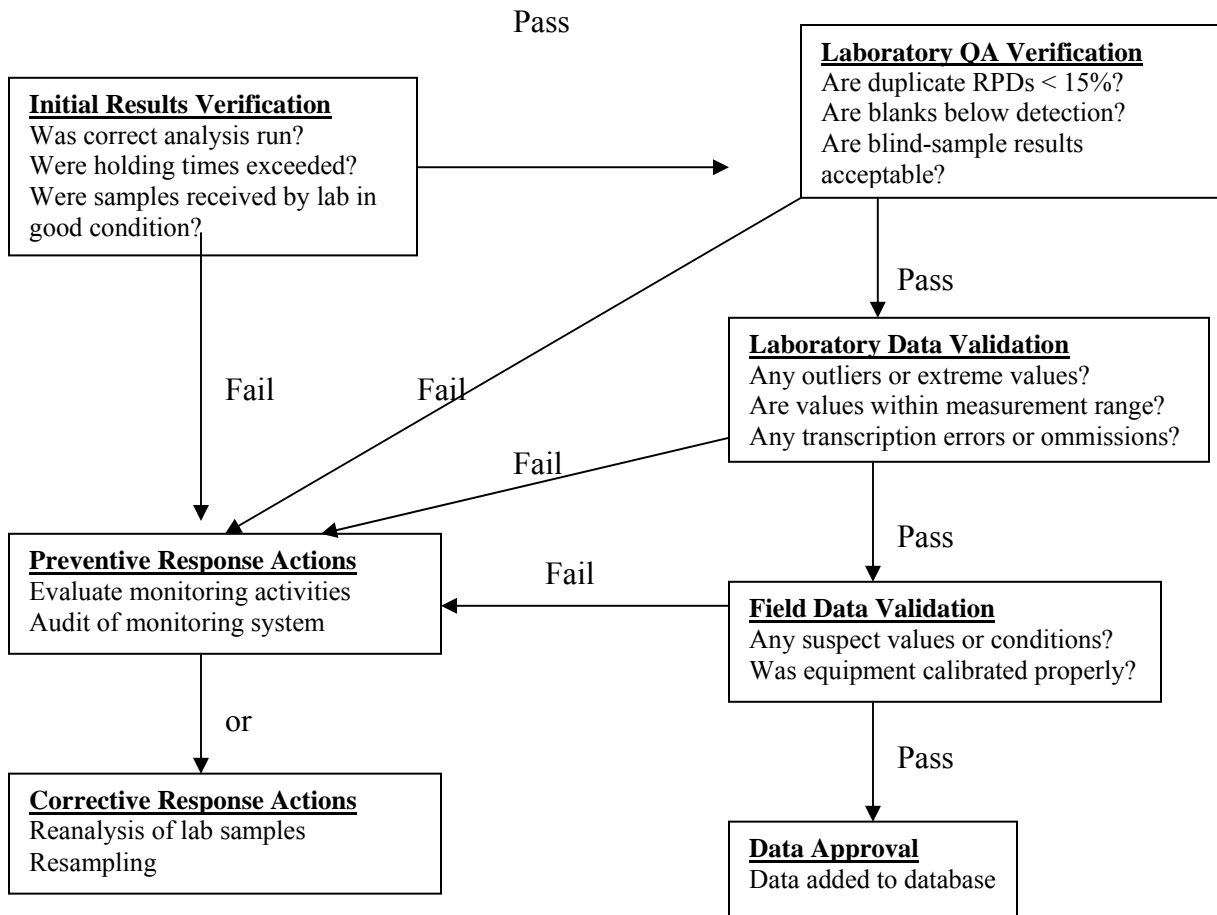 Pass
Initial Results Verification
Was correct analysis run?
Were holding times exceeded?
Were samples received by lab in
good condition?
Laboratory QA Verification
Are duplicate RPDs < 15%?
Are blanks below detection?
Are blind-sample results
acceptable?
Pass
Laboratory Data Validation
Any outliers or extreme values?
Are values within measurement range?
Any transcription errors or ommissions?
Fail
Fail
Fail
Pass
Preventive Response Actions
Evaluate monitoring activities
Audit of monitoring system
Fail
Field Data Validation
Any suspect values or conditions?
Was equipment calibrated properly?
or
Pass
Corrective Response Actions
Reanalysis of lab samples
Resampling
Data Approval
Data added to database